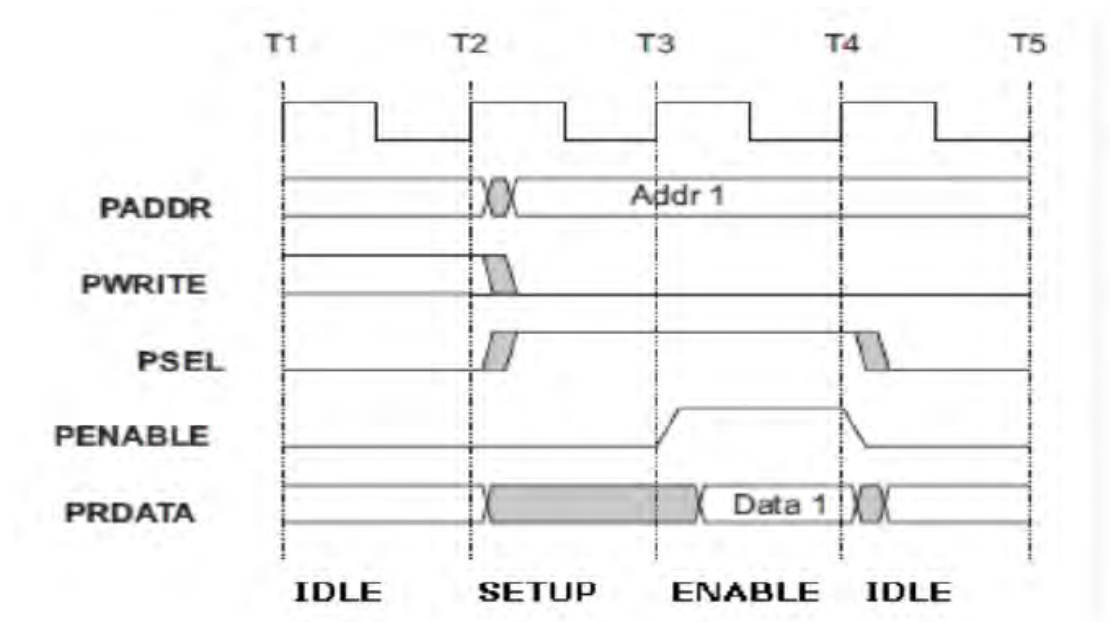 T1 T2 T3 T4 T5
PADDR Addr 1
PWRITE
PSEL
PENABLE
PRDATA Data 1
IDLE SETUP ENABLE IDLE